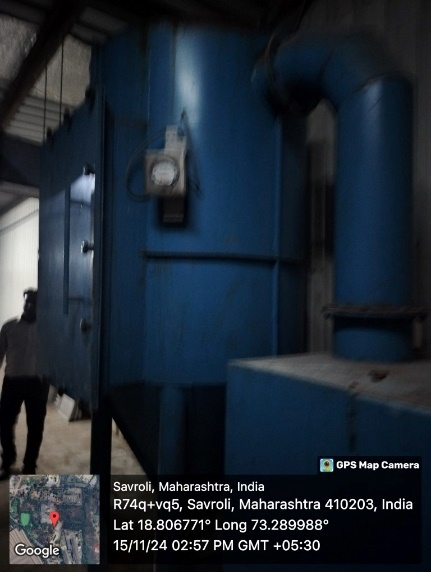 GPS Map Camera
Savroli, Maharashtra, India
R74q+vq5, Savroli, Maharashtra 410203, India
Lat 18.806771° Long 73.289988°
15/11/24 02:57 PM GMT +05:30
Google